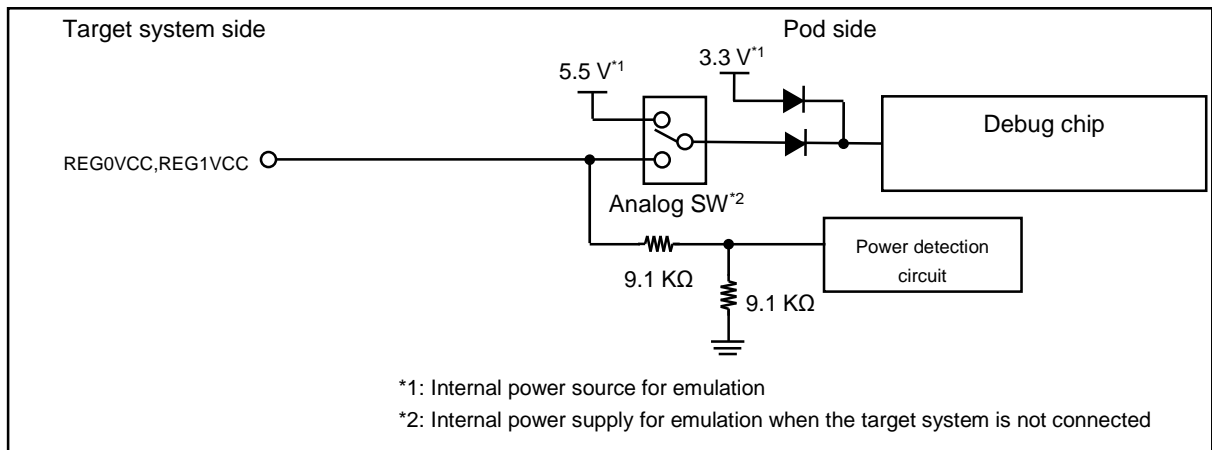 Target system side
Pod side
5.5 V*1
3.3 V*1
Debug chip
REG0VCC,REG1VCC
Analog SW*2
Power detection
circuit
9.1 KΩ
9.1 KΩ
*1: Internal power source for emulation
*2: Internal power supply for emulation when the target system is not connected